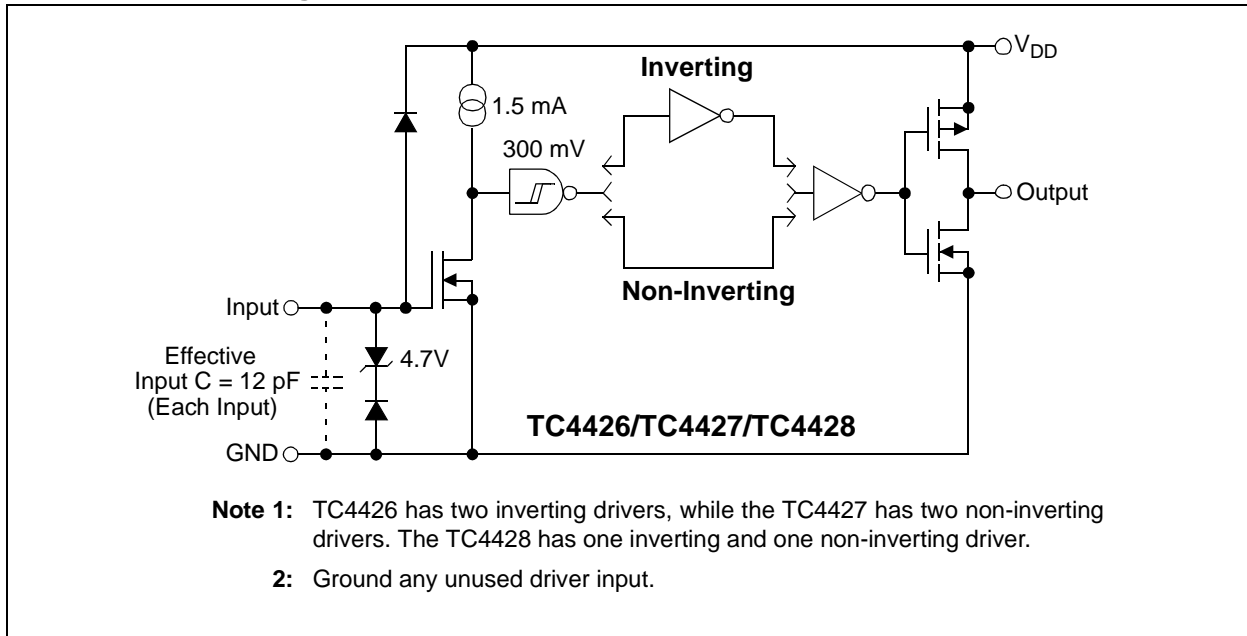 V_DD
Inverting
1.5 mA
300 mV
Output
Non-Inverting
Input
Effective
Input C = 12 pF
(Each Input)
4.7V
TC4426/TC4427/TC4428
GND
Note 1: TC4426 has two inverting drivers, while the TC4427 has two non-inverting
drivers. The TC4428 has one inverting and one non-inverting driver.
2: Ground any unused driver input.